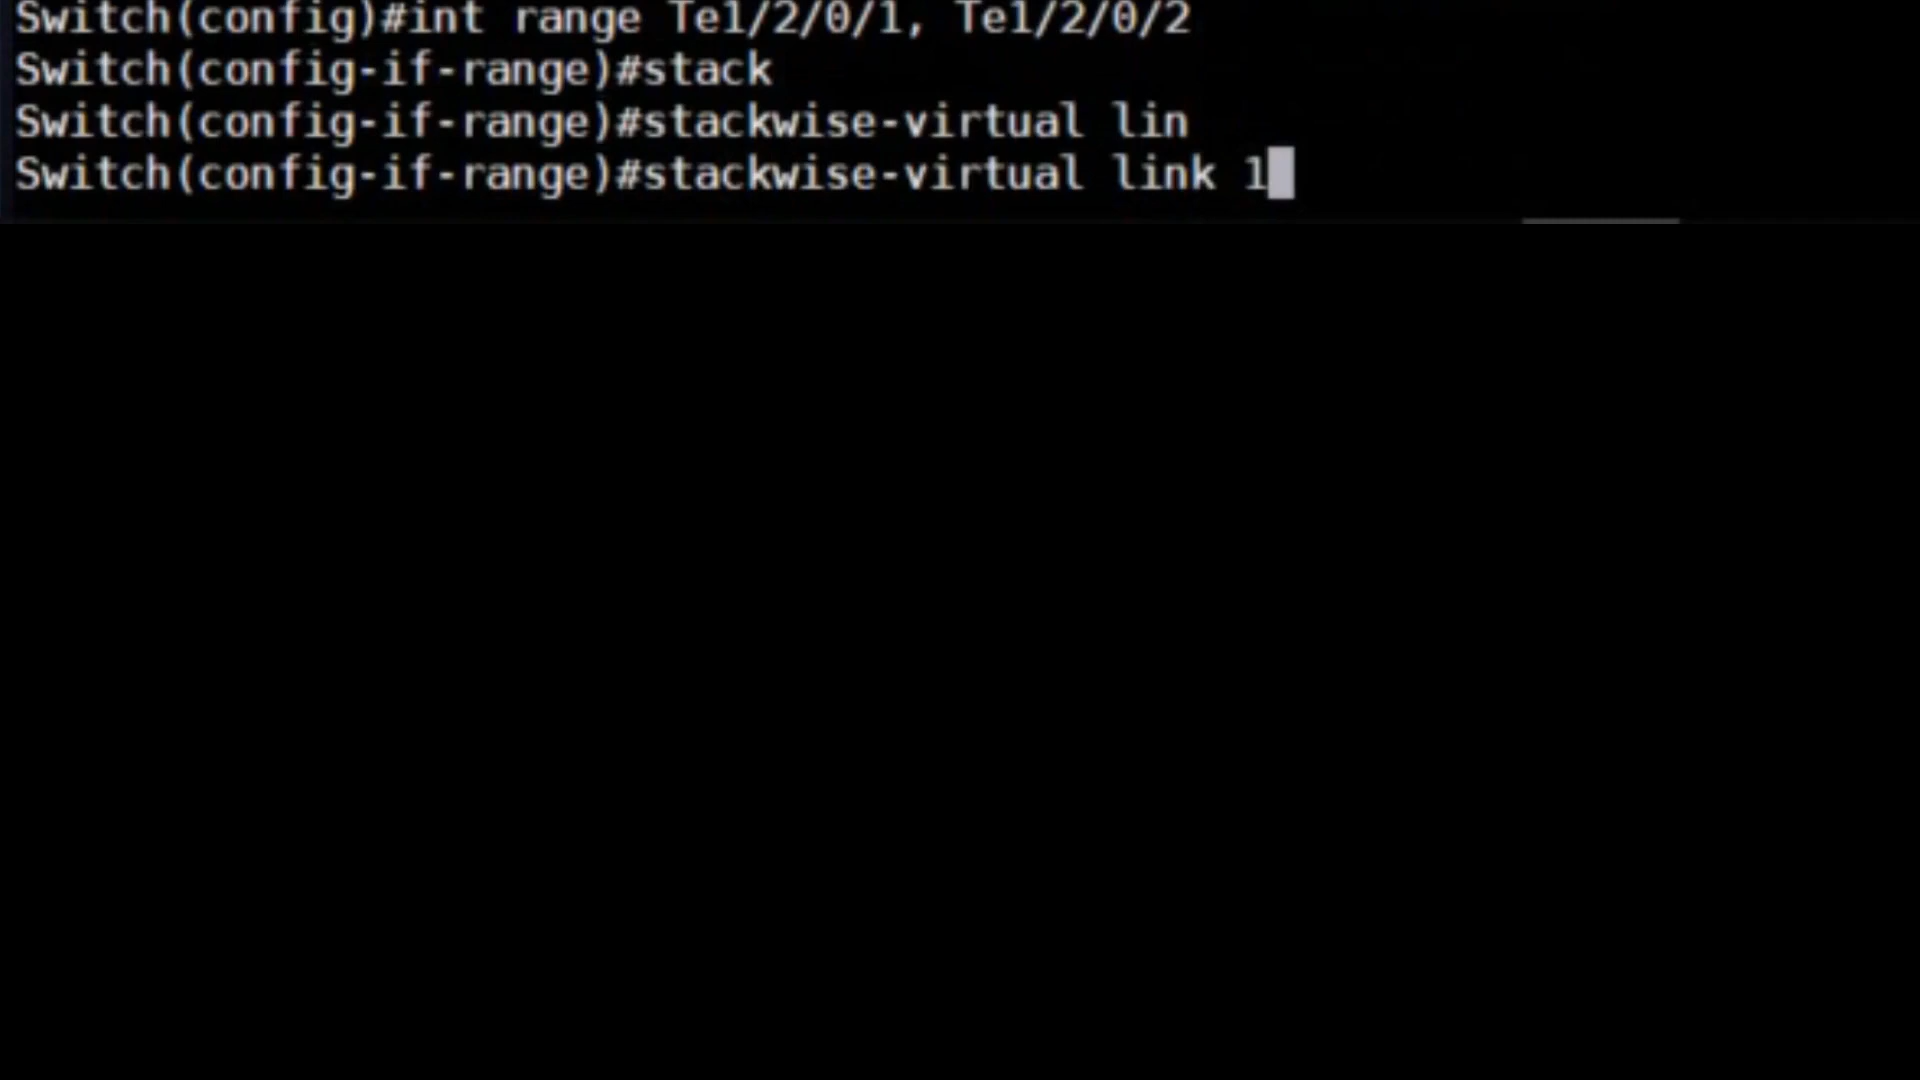 Switch(config)#int range Te1/2/0/1, Te1/2/0/2
Switch(config-if-range)#stack
Switch(config-if-range)#stackwise-virtual lin
Switch(config-if-range)#stackwise-virtual link 1